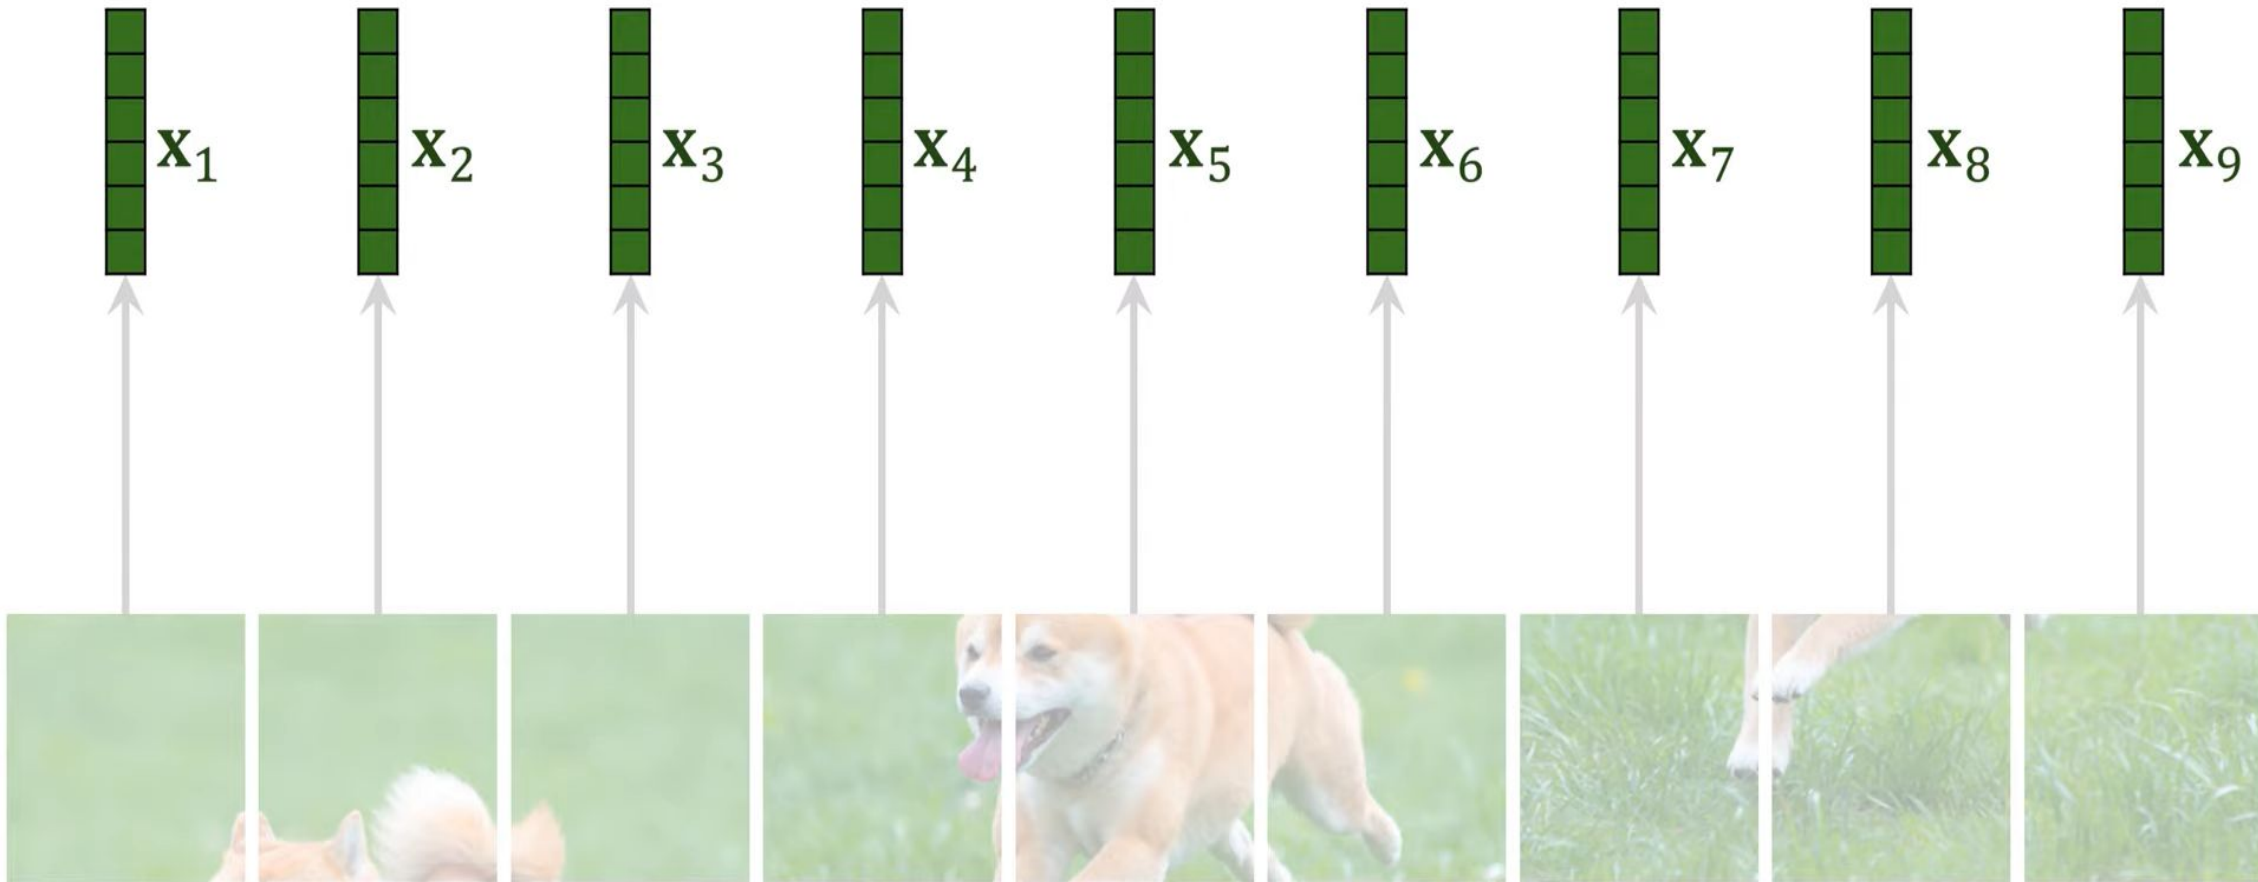 x₁ x₂ x₃ x₄ x₅ x₆ x₇ x₈ x₉